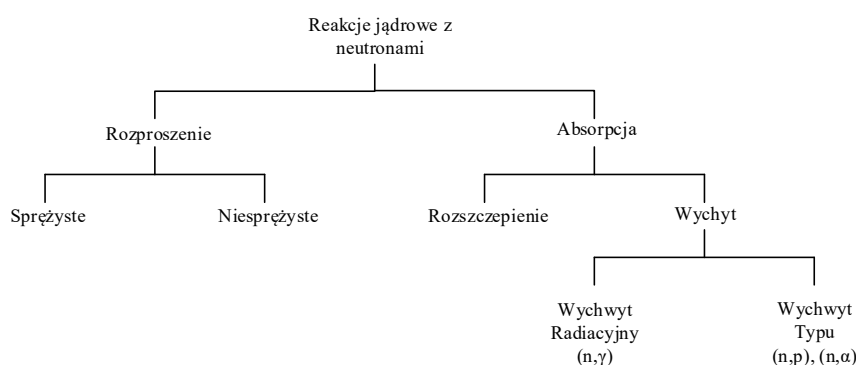 Reakcje jądrowe z
neutronami
Rozproszenie
Absorpcja
Sprężyste
Niesprężyste
Rozszczepienie
Wychyt
Wychwyt
Radiacyjny
(n,γ)
Wychwyt
Typu
(n,p), (n,α)